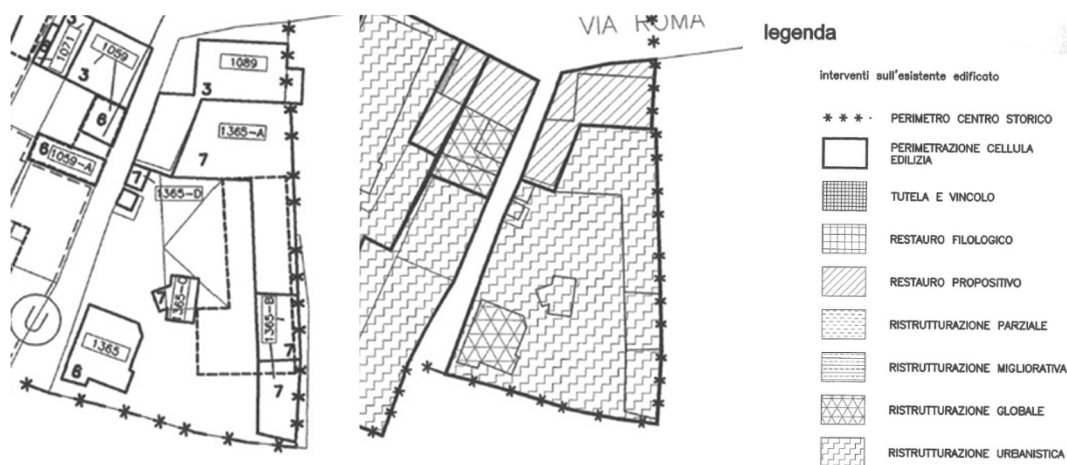 3
1071
1059
3
6
6
1059-A
1089
3
1365-A
7
7
1365-D
7
365-C
1365-B
7
7
1365
6
VIA ROMA
legenda
interventi sull'esistente edificato
* * * · PERIMETRO CENTRO STORICO
PERIMETRAZIONE CELLULA
EDILIZIA
TUTELA E VINCOLO
RESTAURO FILOLOGICO
RESTAURO PROPOSITIVO
RISTRUTTURAZIONE PARZIALE
RISTRUTTURAZIONE MIGLIORATIVA
RISTRUTTURAZIONE GLOBALE
RISTRUTTURAZIONE URBANISTICA